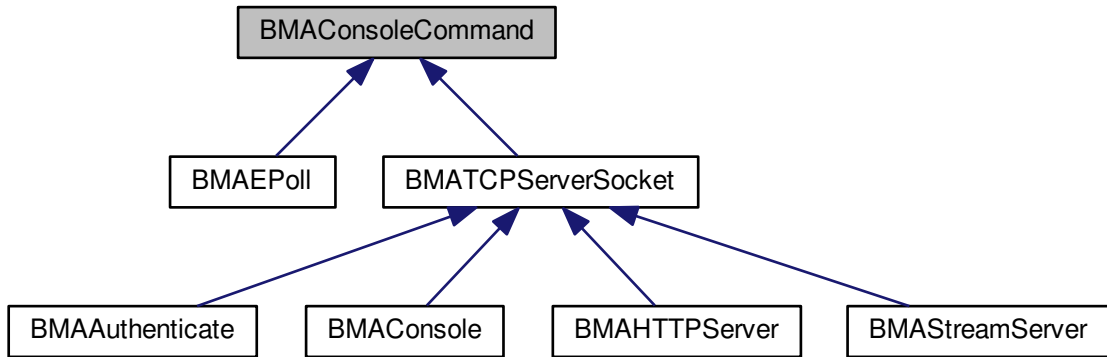 BMAConsoleCommand
BMAEPoll
BMATCPServerSocket
BMAAuthenticate
BMAConsole
BMAHTTPServer
BMAStreamServer